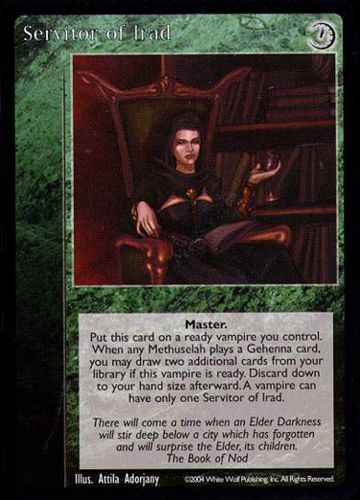 Servitor of Irad
Master.
Put this card on a ready vampire you control.
When any Methuselah plays a Gehenna card,
you may draw two additional cards from your
library if this vampire is ready. Discard down
to your hand size afterward. A vampire can
have only one Servitor of Irad.
There will come a time when an Elder Darkness
will stir deep below a city which has forgotten
and will surprise the Elder, its children.
The Book of Nod
Illus. Attila Adorjany
©2004 White Wolf Publishing, Inc. All Rights Reserved.